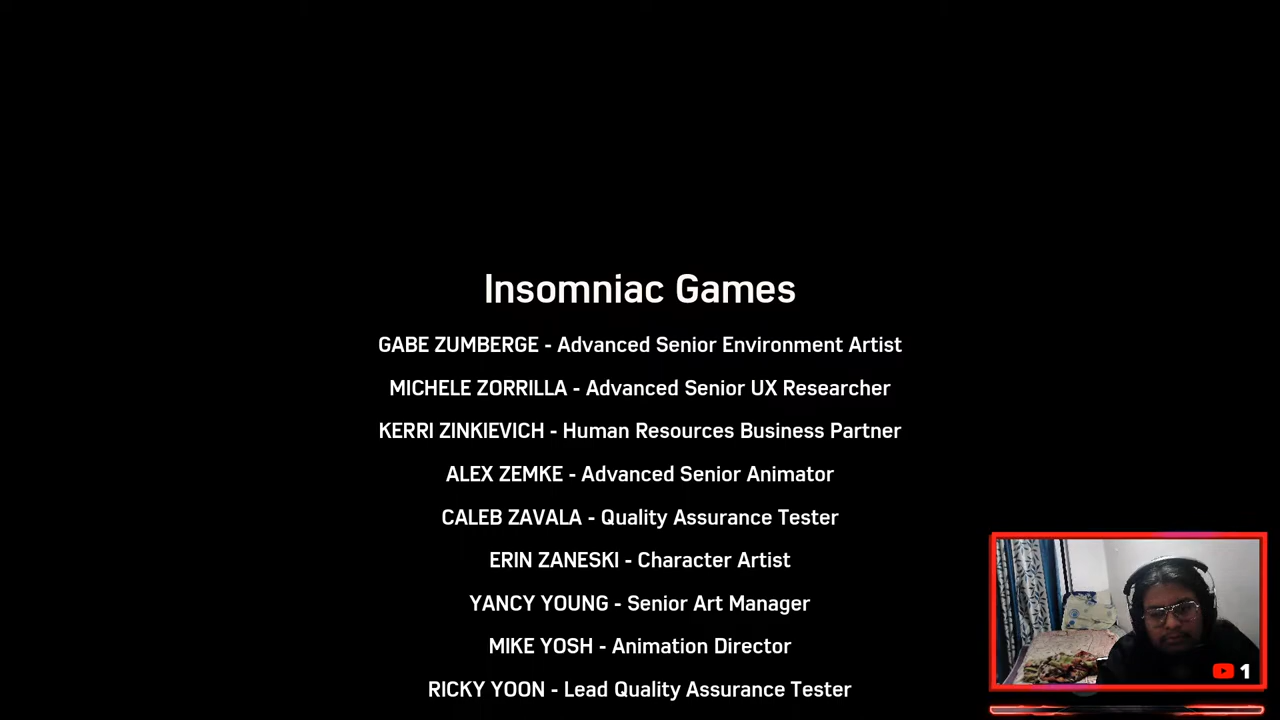 Insomniac Games
GABE ZUMBERGE - Advanced Senior Environment Artist
MICHELE ZORRILLA - Advanced Senior UX Researcher
KERRI ZINKIEVICH - Human Resources Business Partner
ALEX ZEMKE - Advanced Senior Animator
CALEB ZAVALA - Quality Assurance Tester
ERIN ZANESKI - Character Artist
YANCY YOUNG - Senior Art Manager
MIKE YOSH - Animation Director
RICKY YOON - Lead Quality Assurance Tester
1